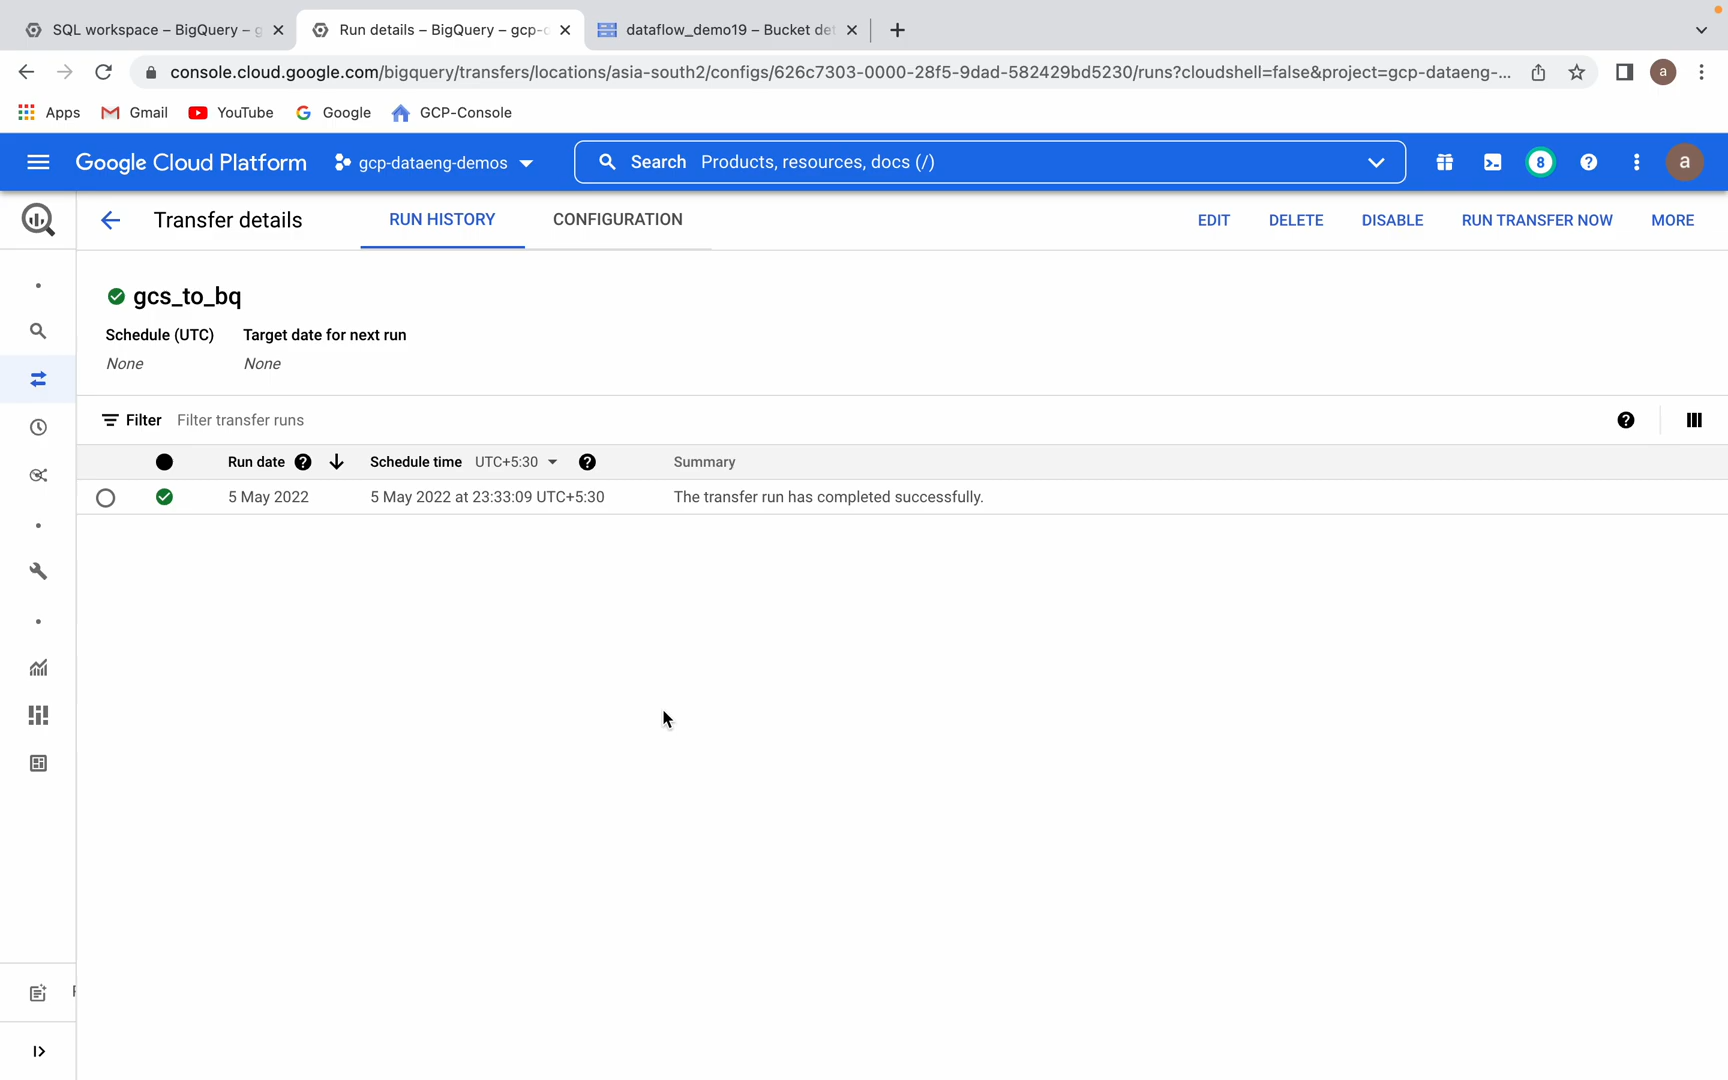 SQL workspace – BigQuery – g
Run details – BigQuery – gcp-d
dataflow_demo19 – Bucket det
console.cloud.google.com/bigquery/transfers/locations/asia-south2/configs/626c7303-0000-28f5-9dad-582429bd5230/runs?cloudshell=false&project=gcp-dataeng-...
a
Apps
Gmail
YouTube
Google
GCP-Console
Google Cloud Platform
gcp-dataeng-demos
Search Products, resources, docs (/)
8
a
Transfer details
RUN HISTORY
CONFIGURATION
EDIT
DELETE
DISABLE
RUN TRANSFER NOW
MORE
gcs_to_bq
Schedule (UTC) Target date for next run
None None
Filter Filter transfer runs
Run date Schedule time UTC+5:30 Summary
5 May 2022 5 May 2022 at 23:33:09 UTC+5:30 The transfer run has completed successfully.